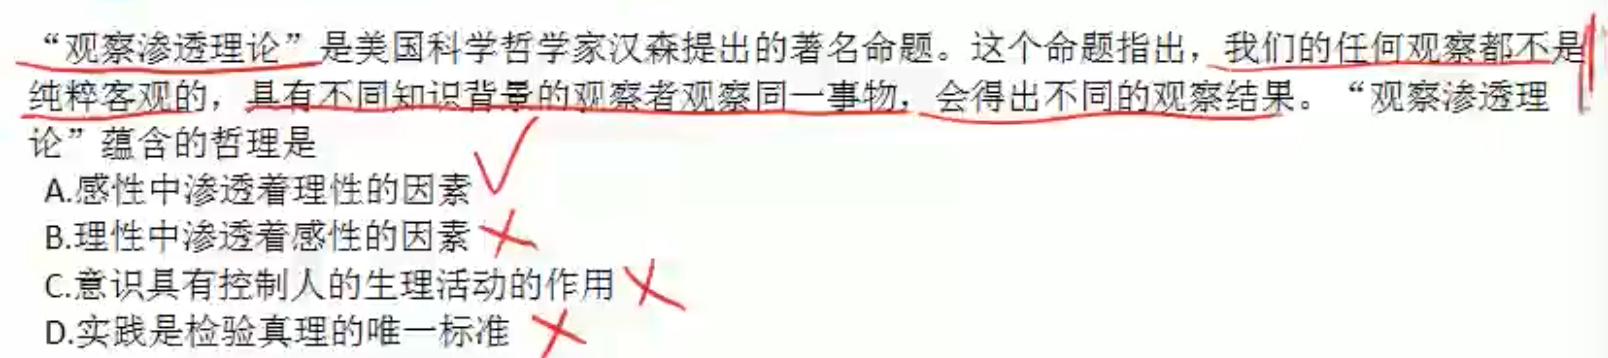 “观察渗透理论”是美国科学哲学家汉森提出的著名命题。这个命题指出，我们的任何观察都不是
纯粹客观的，具有不同知识背景的观察者观察同一事物，会得出不同的观察结果。“观察渗透理
论”蕴含的哲理是
A.感性中渗透着理性的因素
B.理性中渗透着感性的因素
C.意识具有控制人的生理活动的作用
D.实践是检验真理的唯一标准